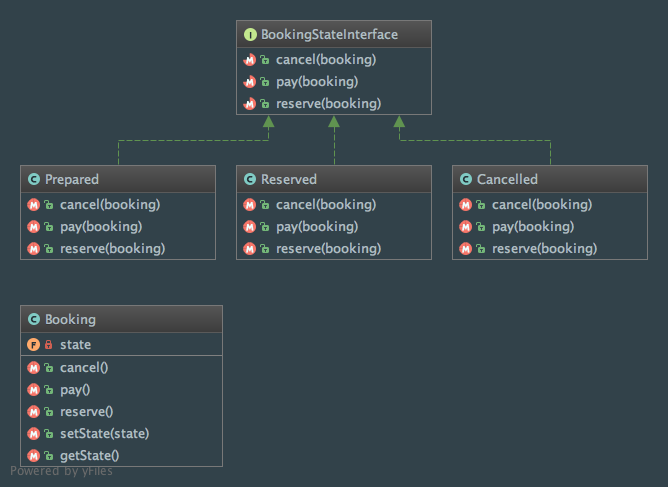 BookingStateInterface
cancel(booking)
pay(booking)
reserve(booking)
Prepared
cancel(booking)
pay(booking)
reserve(booking)
Reserved
cancel(booking)
pay(booking)
reserve(booking)
Cancelled
cancel(booking)
pay(booking)
reserve(booking)
Booking
state
cancel()
pay()
reserve()
setState(state)
getState()
Powered by yFiles